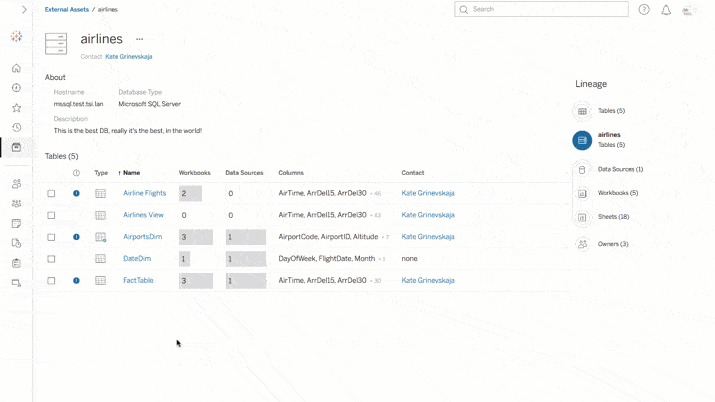 External Assets / airlines
Search
airlines
Contact Kate Grinevskaja
About
Hostname Database Type
mssql.test.tsi.lan Microsoft SQL Server
Description
This is the best DB, really it's the best, in the world!
Tables (5)
Type ↑ Name Workbooks Data Sources Columns Contact
Airline Flights 2 0 AirTime, ArrDel15, ArrDel30 + 46 Kate Grinevskaja
Airlines View 0 0 AirTime, ArrDel15, ArrDel30 + 43 Kate Grinevskaja
AirportsDim 3 1 AirportCode, AirportID, Altitude + 7 Kate Grinevskaja
DateDim 1 1 DayOfWeek, FlightDate, Month + 1 none
FactTable 3 1 AirTime, ArrDel15, ArrDel30 + 30 Kate Grinevskaja
Lineage
Tables (5)
airlines
Tables (5)
Data Sources (1)
Workbooks (5)
Sheets (18)
Owners (3)